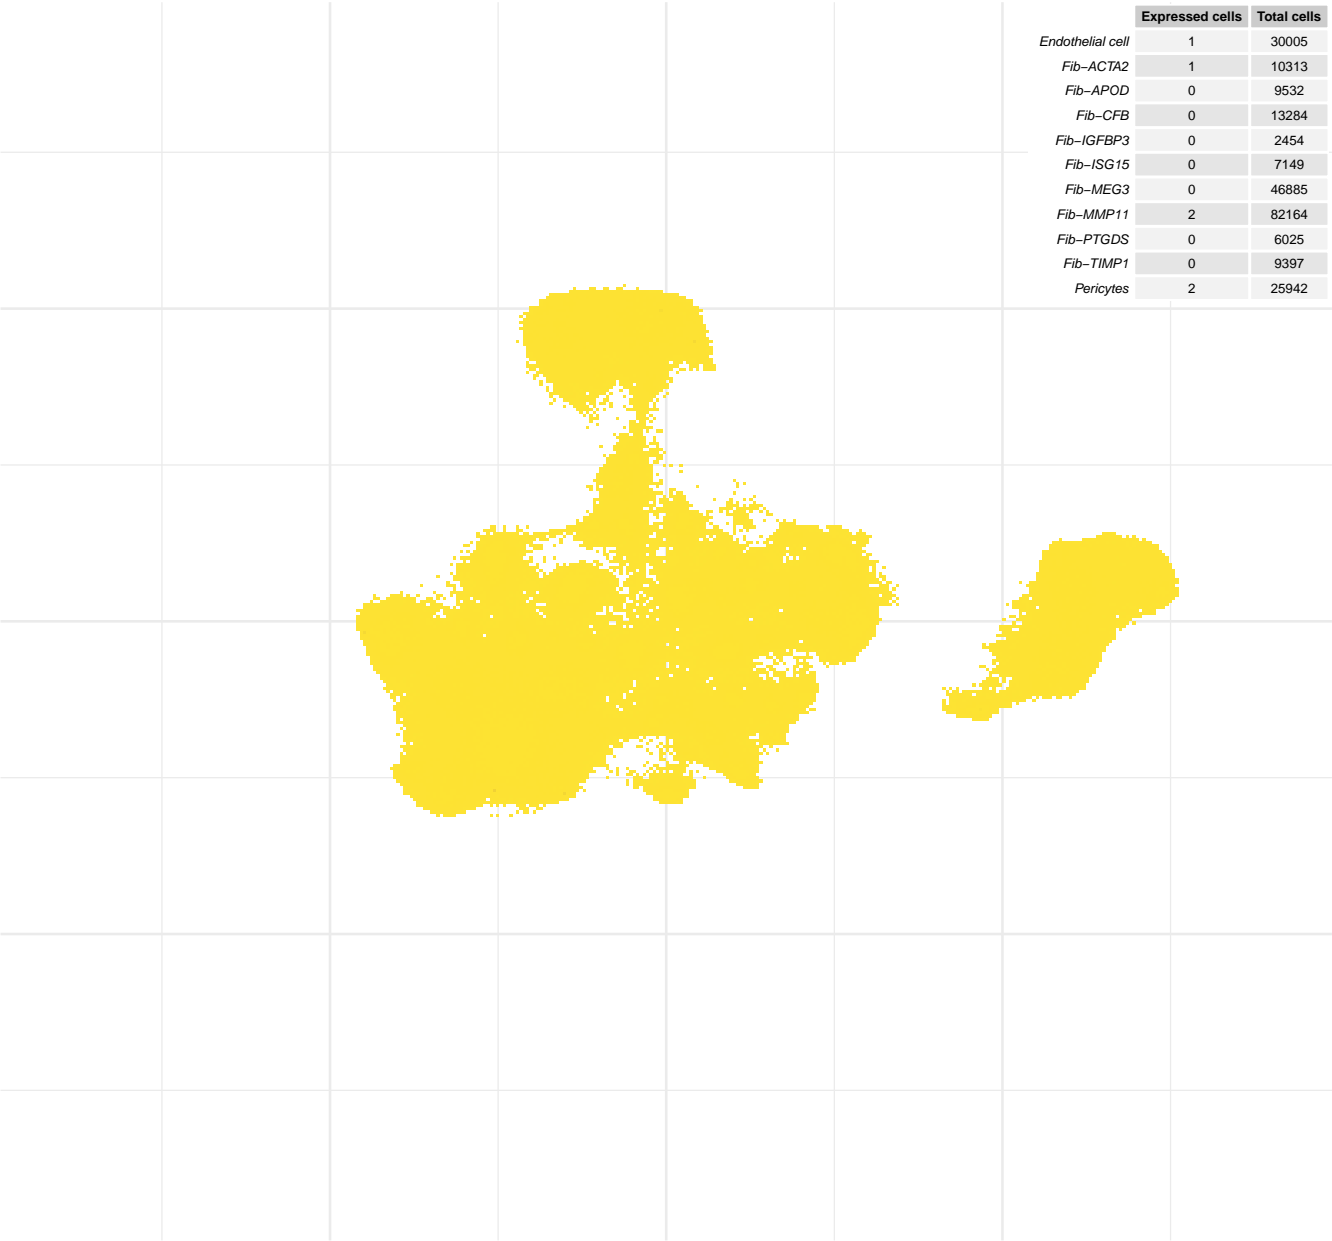 Expressed cells Total cells
Endothelial cell 1 30005
Fib−ACTA2 1 10313
Fib−APOD 0 9532
Fib−CFB 0 13284
Fib−IGFBP3 0 2454
Fib−ISG15 0 7149
Fib−MEG3 0 46885
Fib−MMP11 2 82164
Fib−PTGDS 0 6025
Fib−TIMP1 0 9397
Pericytes 2 25942